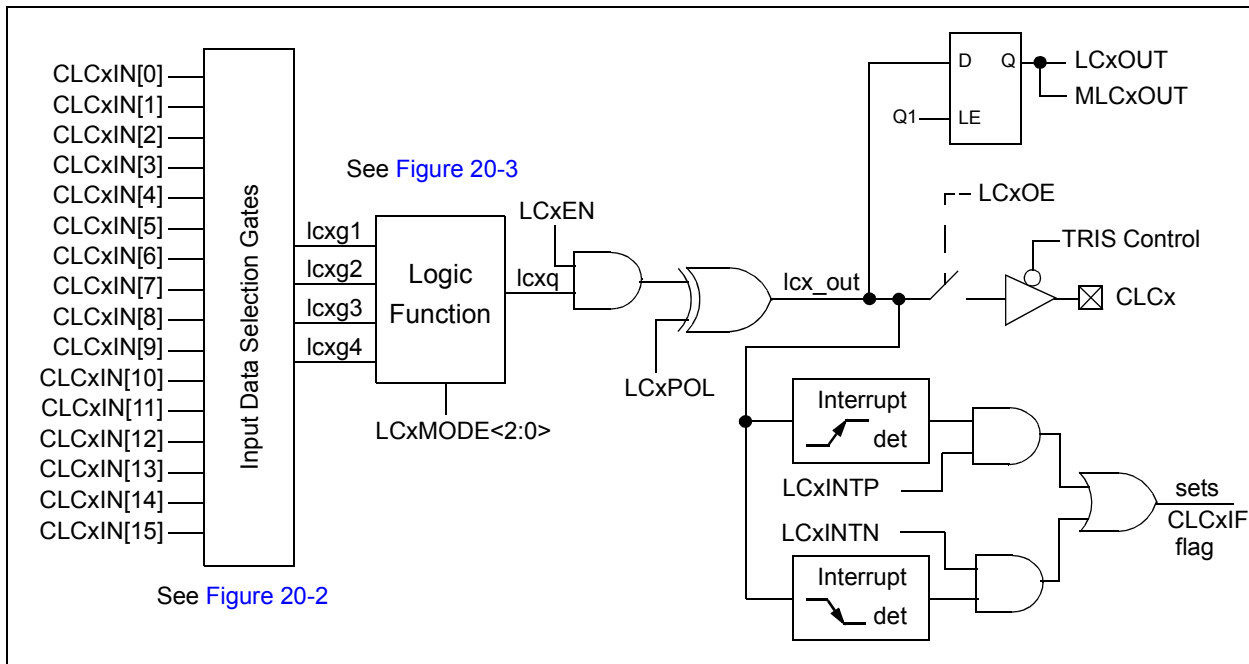 CLCxIN[0]
CLCxIN[1]
CLCxIN[2]
CLCxIN[3]
CLCxIN[4]
CLCxIN[5]
CLCxIN[6]
CLCxIN[7]
CLCxIN[8]
CLCxIN[9]
CLCxIN[10]
CLCxIN[11]
CLCxIN[12]
CLCxIN[13]
CLCxIN[14]
CLCxIN[15]
Input Data Selection Gates
See Figure 20-2
See Figure 20-3
lcxg1
lcxg2
lcxg3
lcxg4
Logic
Function
LCxMODE<2:0>
LCxEN
lcxq
LCxPOL
lcx_out
D
Q
Q1
LE
LCxOUT
MLCxOUT
LCxOE
TRIS Control
CLCx
Interrupt
det
LCxINTP
LCxINTN
Interrupt
det
sets
CLCxIF
flag